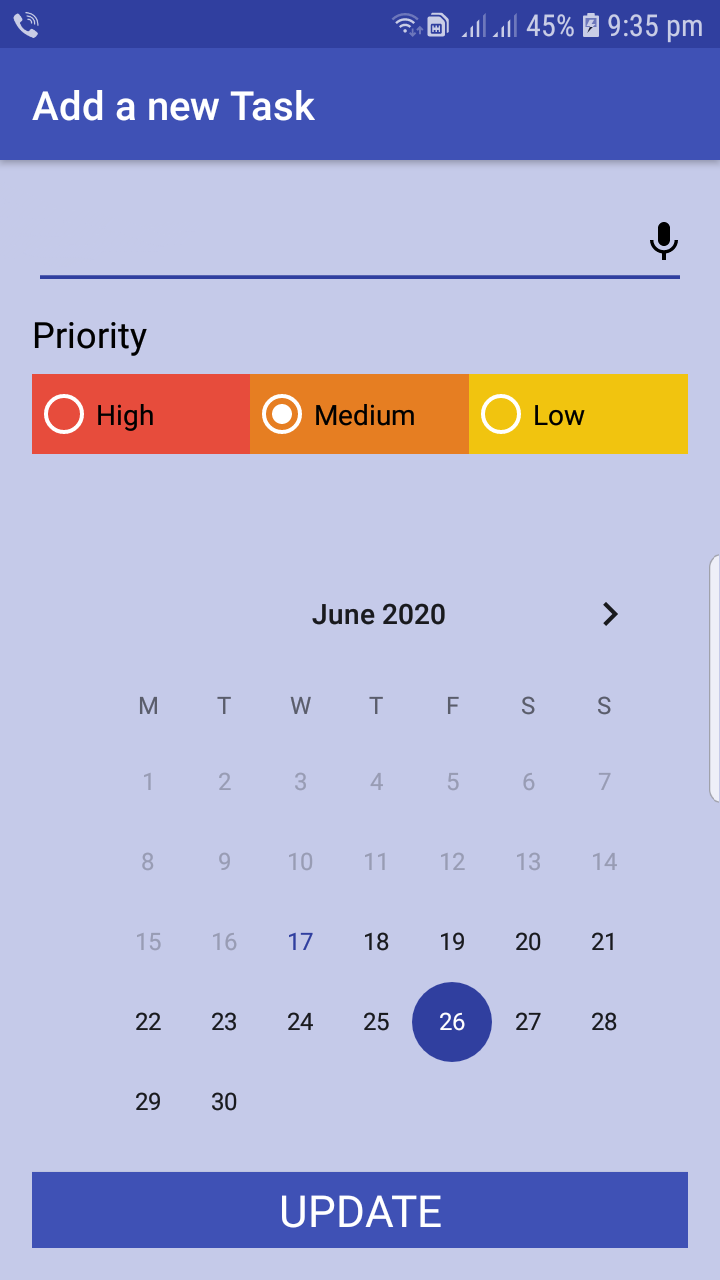 45% 9:35 pm
Add a new Task
Priority
High Medium Low
June 2020
M T W T F S S
1 2 3 4 5 6 7
8 9 10 11 12 13 14
15 16 17 18 19 20 21
22 23 24 25 26 27 28
29 30
UPDATE